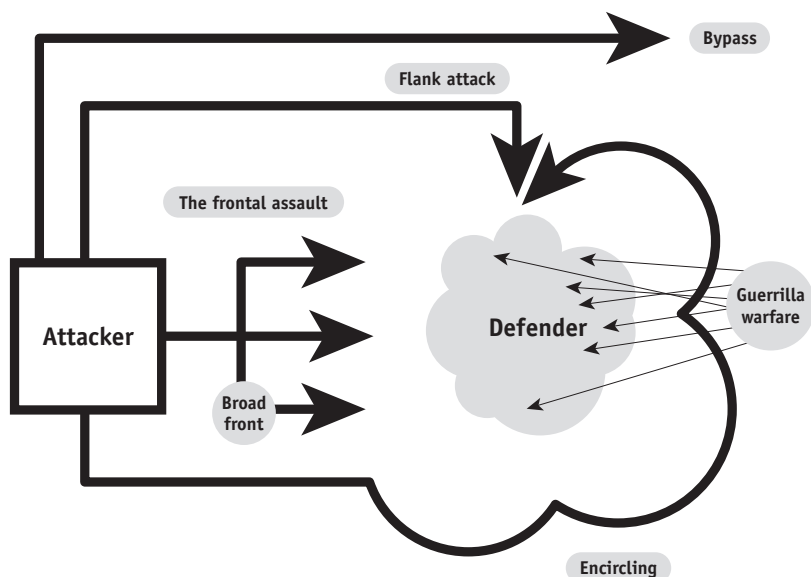 Bypass
Flank attack
The frontal assault
Attacker
Defender
Guerrilla
warfare
Broad
front
Encircling